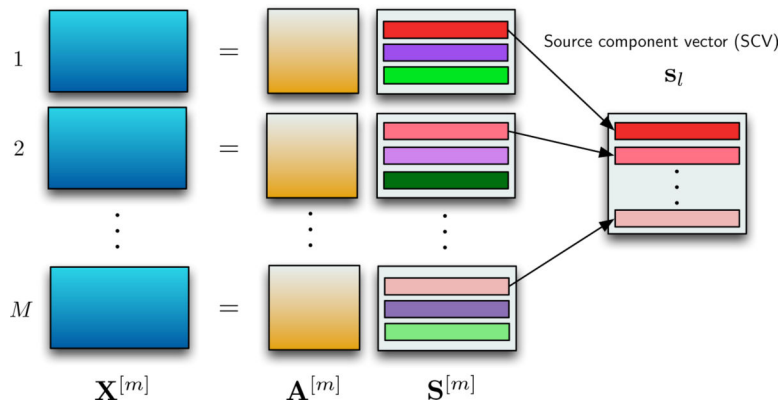 1
=
Source component vector (SCV)
s_l
2
=
M
=
X^{[m]} A^{[m]} S^{[m]}